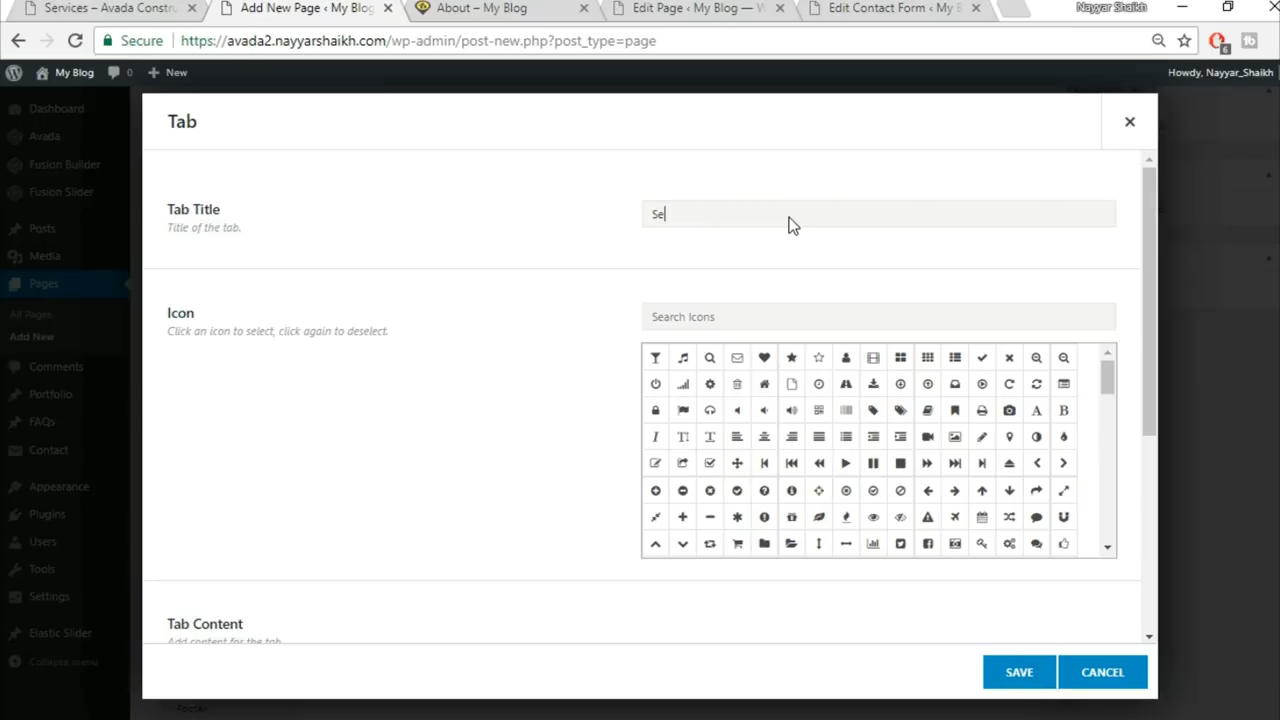 Services – Avada Constru
Add New Page ‹ My Blog
About – My Blog
Edit Page ‹ My Blog — W
Edit Contact Form ‹ My B
Nayyar Shaikh
Secure
https://avada2.nayyarshaikh.com/wp-admin/post-new.php?post_type=page
6
My Blog
0
New
Howdy, Nayyar_Shaikh
Dashboard
Avada
Fusion Builder
Fusion Slider
Posts
Media
Pages
All Pages
Add New
Comments
Portfolio
FAQs
Contact
Appearance
Plugins
Users
Tools
Settings
Elastic Slider
Collapse menu
Tab
Tab Title
Title of the tab.
Se
Icon
Click an icon to select, click again to deselect.
Search Icons
Tab Content
Add content for the tab.
SAVE
CANCEL